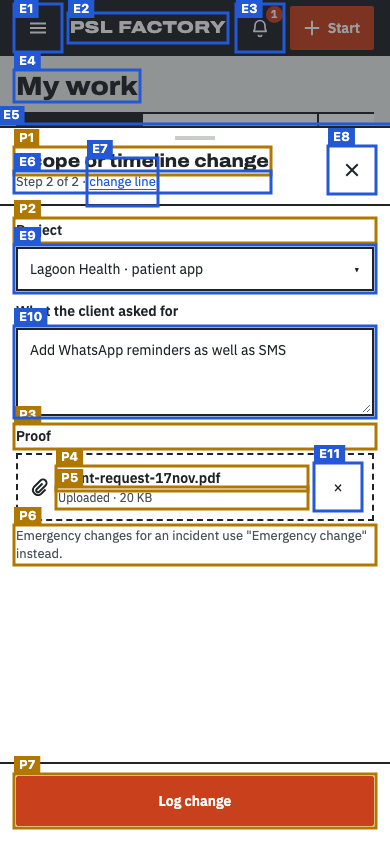 E1
E2
E3
PSL FACTORY
1
Start
E4
My work
E5
P1
E8
E7
ope or timeline change
E6
Step 2 of 2 · change line
P2
ject
E9
Lagoon Health · patient app
t the client asked for
E10
Add WhatsApp reminders as well as SMS
P3
Proof
P4
E11
nt-request-17nov.pdf
P5
Uploaded · 20 KB
P6
Emergency changes for an incident use "Emergency change"
instead.
P7
Log change